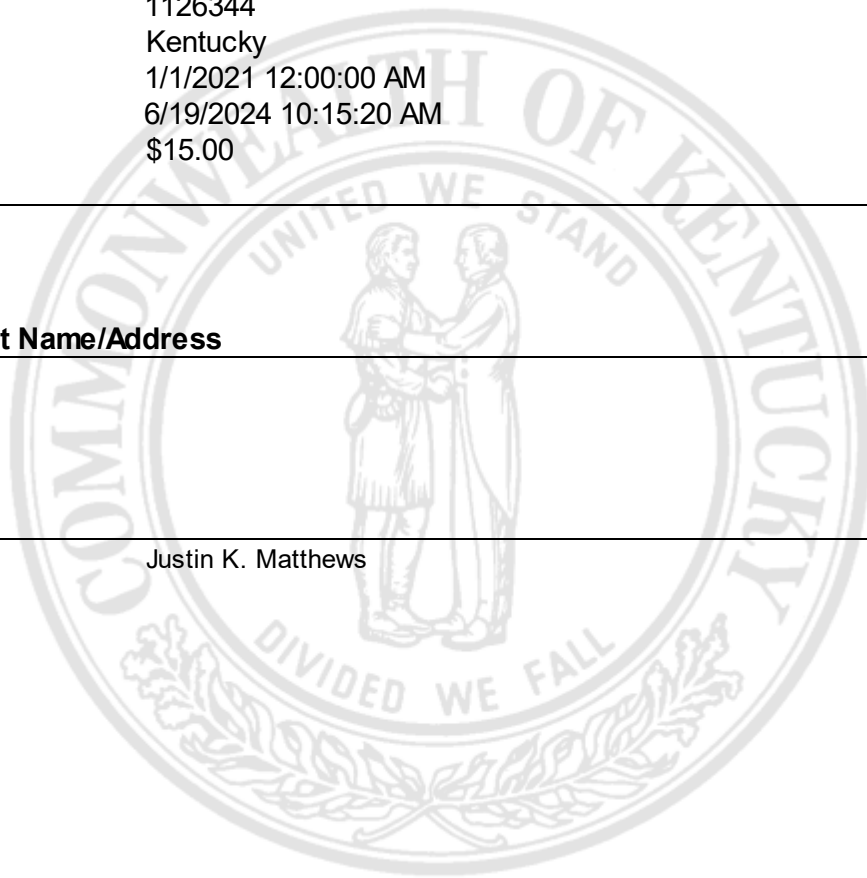 1126344
Kentucky
1/1/2021 12:00:00 AM
6/19/2024 10:15:20 AM
$15.00
COMMONWEALTH OF KENTUCKY
UNITED WE STAND
t Name/Address
Justin K. Matthews
DIVIDED WE FALL